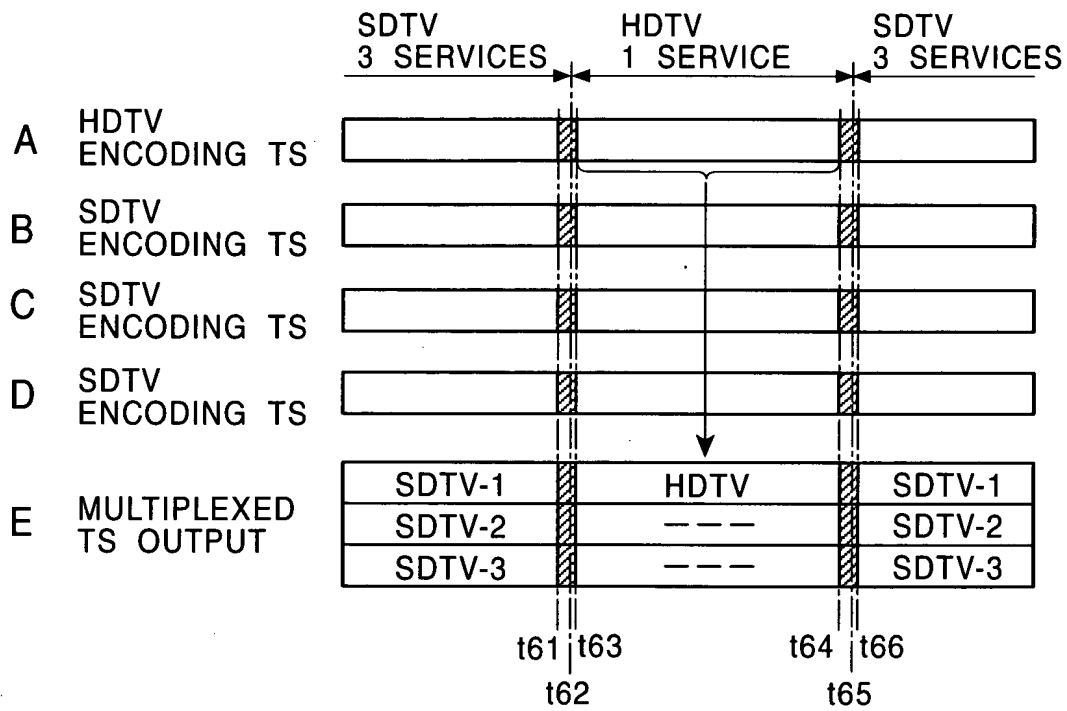 SDTV
3 SERVICES
HDTV
1 SERVICE
SDTV
3 SERVICES
A
HDTV
ENCODING TS
B
SDTV
ENCODING TS
C
SDTV
ENCODING TS
D
SDTV
ENCODING TS
E
MULTIPLEXED
TS OUTPUT
SDTV-1
HDTV
SDTV-1
SDTV-2
---
SDTV-2
SDTV-3
---
SDTV-3
t61
t63
t64
t66
t62
t65